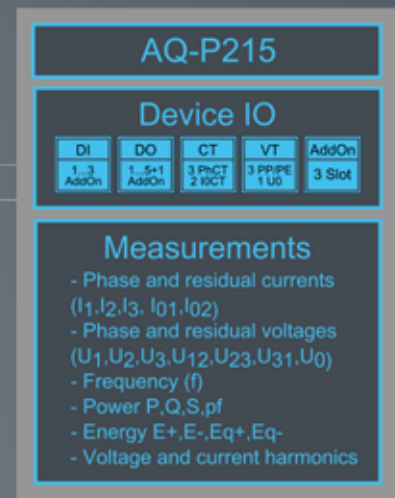 AQ-P215
Device IO
DI DO CT VT AddOn
1...3 AddOn
1...5+1 AddOn
3 PhCT 2 I0CT
3 PP/PE 1 U0
3 Slot
Measurements
- Phase and residual currents
(I1,I2,I3, I01,I02)
- Phase and residual voltages
(U1,U2,U3,U12,U23,U31,U0)
- Frequency (f)
- Power P,Q,S,pf
- Energy E+,E-,Eq+,Eq-
- Voltage and current harmonics